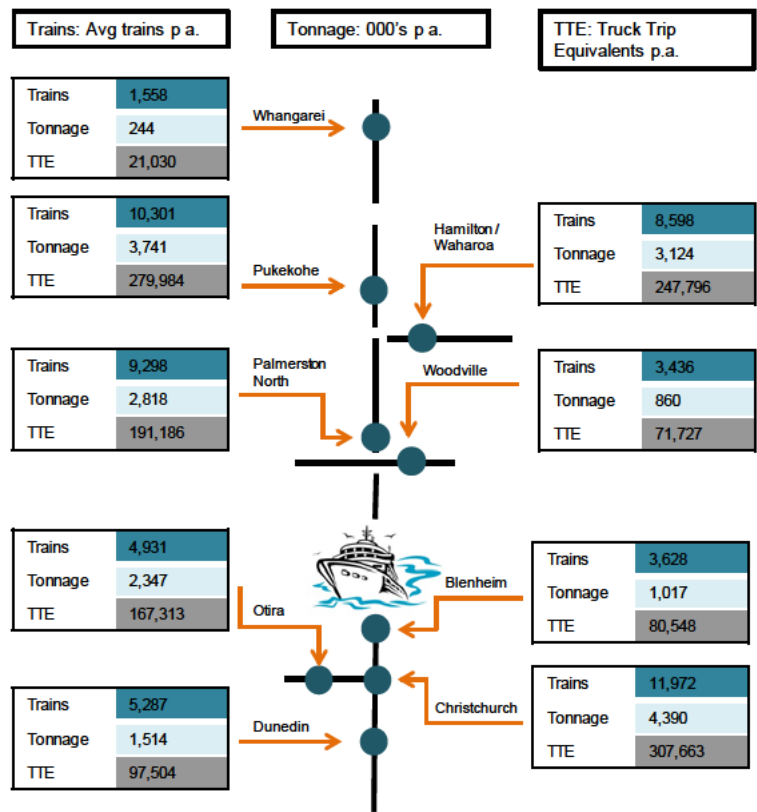 Trains: Avg trains p a.
Tonnage: 000's p a.
TTE: Truck Trip
Equivalents p.a.
Trains 1,558
Tonnage 244
TTE 21,030
Whangarei
Trains 10,301
Tonnage 3,741
TTE 279,984
Pukekohe
Hamilton /
Waharoa
Trains 8,598
Tonnage 3,124
TTE 247,796
Trains 9,298
Tonnage 2,818
TTE 191,186
Palmerston
North
Woodville
Trains 3,436
Tonnage 860
TTE 71,727
Trains 4,931
Tonnage 2,347
TTE 167,313
Otira
Blenheim
Trains 3,628
Tonnage 1,017
TTE 80,548
Trains 5,287
Tonnage 1,514
TTE 97,504
Dunedin
Christchurch
Trains 11,972
Tonnage 4,390
TTE 307,663